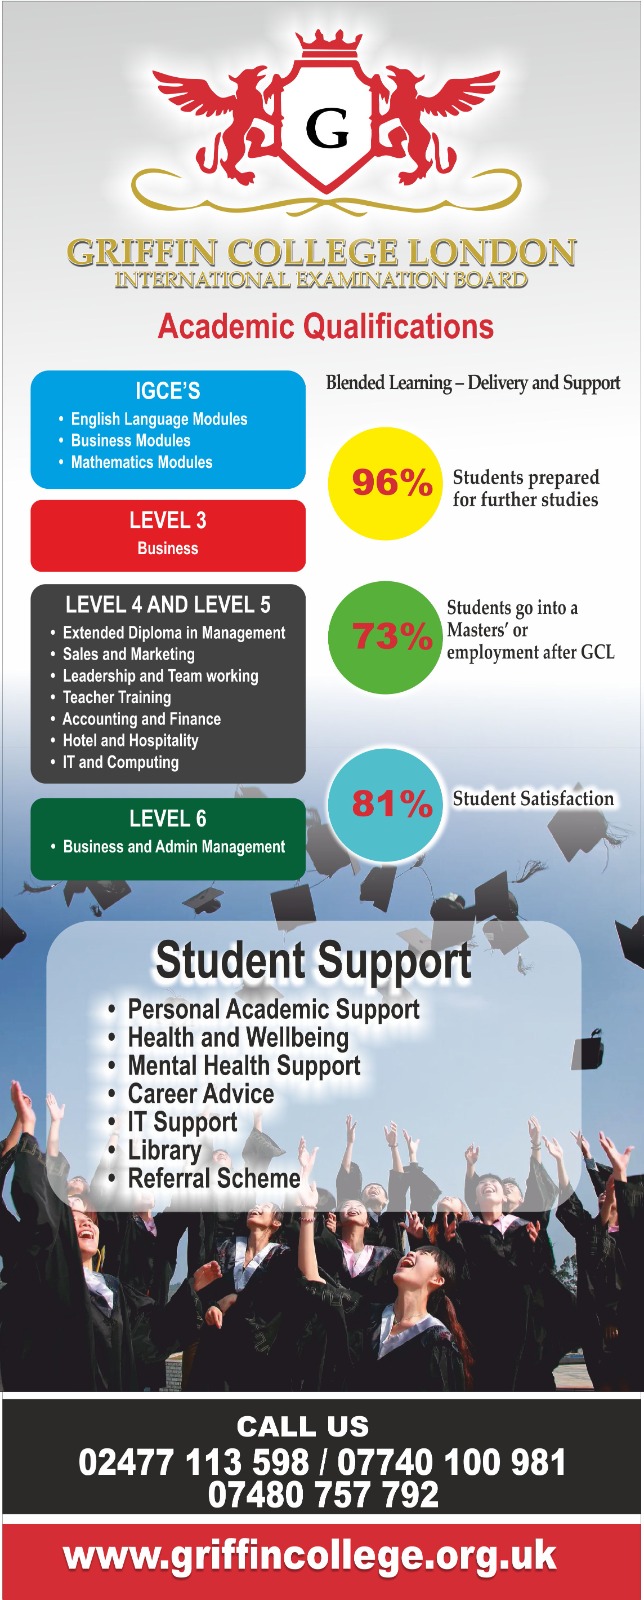 G
GRIFFIN COLLEGE LONDON
INTERNATIONAL EXAMINATION BOARD
Academic Qualifications
IGCE'S
• English Language Modules
• Business Modules
• Mathematics Modules
LEVEL 3
Business
LEVEL 4 AND LEVEL 5
• Extended Diploma in Management
• Sales and Marketing
• Leadership and Team working
• Teacher Training
• Accounting and Finance
• Hotel and Hospitality
• IT and Computing
LEVEL 6
• Business and Admin Management
Blended Learning – Delivery and Support
96%
Students prepared
for further studies
73%
Students go into a
Masters' or
employment after GCL
81%
Student Satisfaction
Student Support
• Personal Academic Support
• Health and Wellbeing
• Mental Health Support
• Career Advice
• IT Support
• Library
• Referral Scheme
CALL US
02477 113 598 / 07740 100 981
07480 757 792
www.griffincollege.org.uk